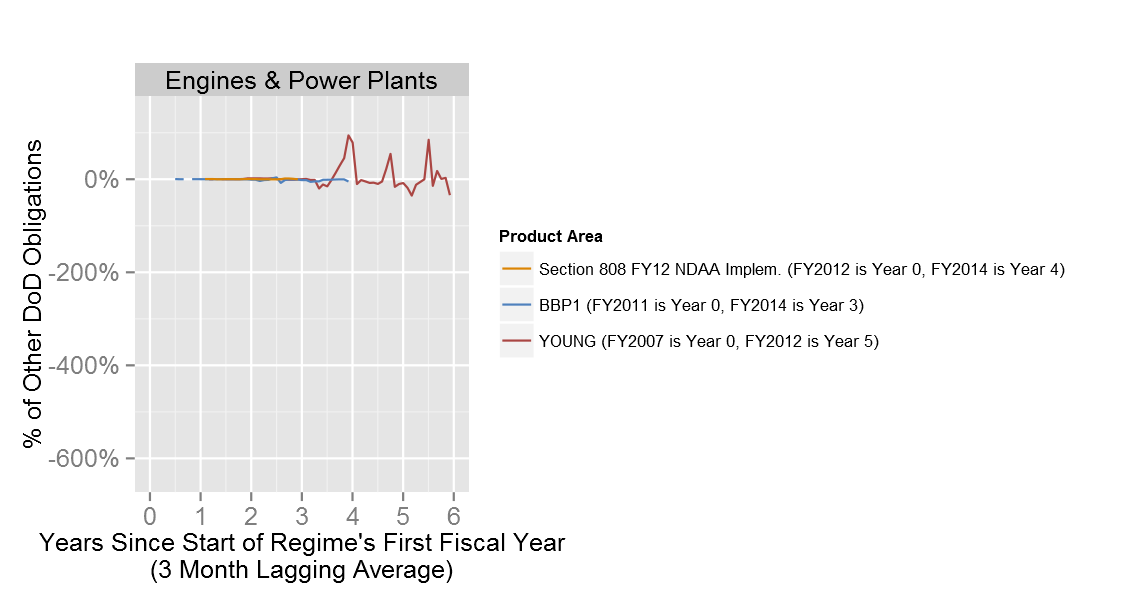 Engines & Power Plants
% of Other DoD Obligations
0%
-200%
-400%
-600%
0 1 2 3 4 5 6
Years Since Start of Regime's First Fiscal Year
(3 Month Lagging Average)
Product Area
Section 808 FY12 NDAA Implem. (FY2012 is Year 0, FY2014 is Year 4)
BBP1 (FY2011 is Year 0, FY2014 is Year 3)
YOUNG (FY2007 is Year 0, FY2012 is Year 5)